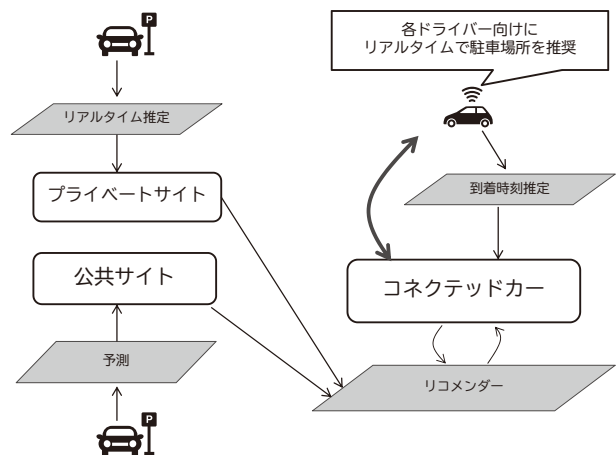 P
各ドライバー向けに
リアルタイムで駐車場所を推奨
リアルタイム推定
到着時刻推定
プライベートサイト
公共サイト
コネクテッドカー
予測
リコメンダー
P